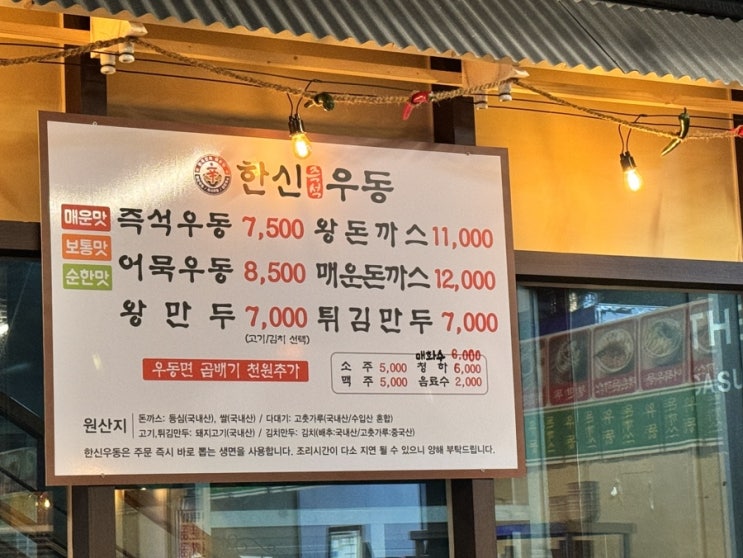 한신 즉석 우동
매운맛 즉석우동 7,500 왕돈까스 11,000
보통맛
순한맛 어묵우동 8,500 매운돈까스 12,000
왕만두 7,000 튀김만두 7,000
(고기/김치 선택)
우동면 곱배기 천원추가
매화수 6,000
소주 5,000 청하 6,000
맥주 5,000 음료수 2,000
원산지
돈까스: 등심(국내산), 쌀(국내산) / 다대기: 고춧가루(국내산/수입산 혼합)
고기,튀김만두: 돼지고기(국내산) / 김치만두: 김치(배추:국내산/고춧가루:중국산)
한신우동은 주문 즉시 바로 뽑는 생면을 사용합니다. 조리시간이 다소 지연 될 수 있으니 양해 부탁드립니다.